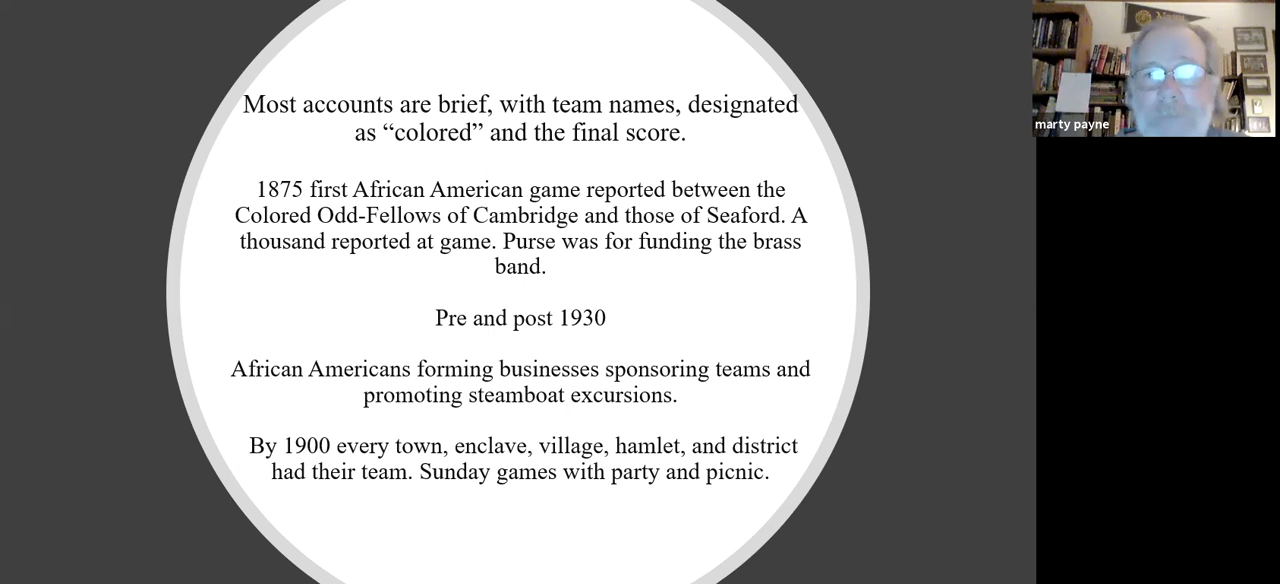 Most accounts are brief, with team names, designated
as “colored” and the final score.
1875 first African American game reported between the
Colored Odd-Fellows of Cambridge and those of Seaford. A
thousand reported at game. Purse was for funding the brass
band.
Pre and post 1930
African Americans forming businesses sponsoring teams and
promoting steamboat excursions.
By 1900 every town, enclave, village, hamlet, and district
had their team. Sunday games with party and picnic.
marty payne